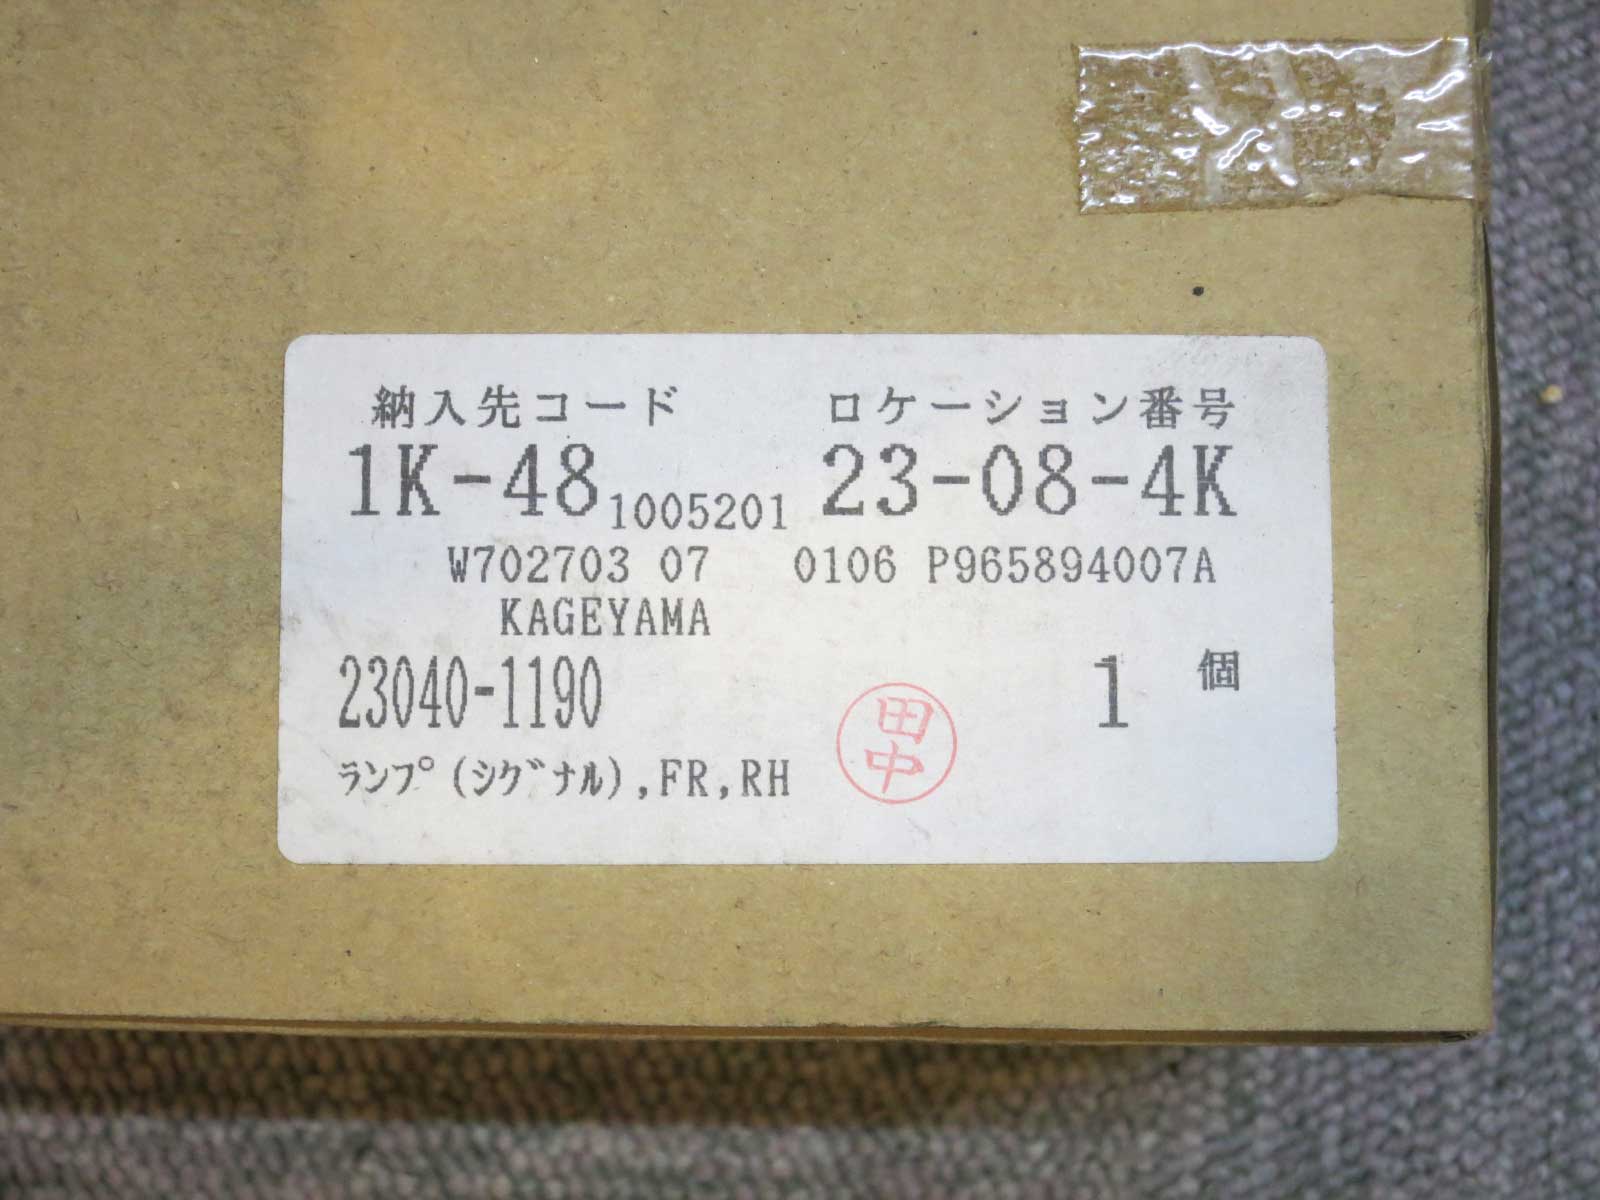 納入先コード ロケーション番号
1K-48 1005201 23-08-4K
W702703 07 0106 P965894007A
KAGEYAMA
23040-1190 1 個
ﾗﾝﾌﾟ(ｼｸﾞﾅﾙ),FR,RH
田中